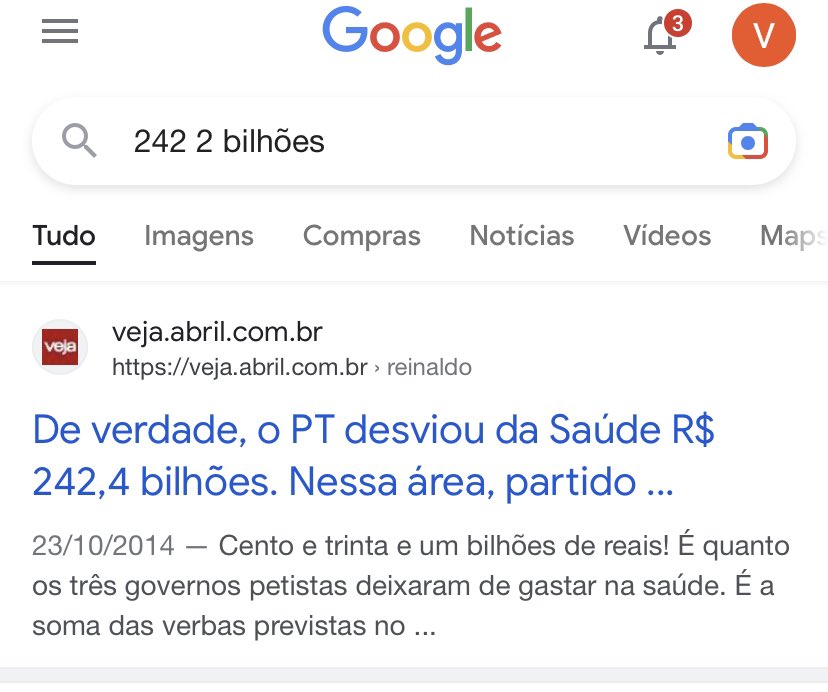 Google
3
V
242 2 bilhões
Tudo Imagens Compras Notícias Vídeos Maps
veja
veja.abril.com.br
https://veja.abril.com.br › reinaldo
De verdade, o PT desviou da Saúde R$
242,4 bilhões. Nessa área, partido ...
23/10/2014 — Cento e trinta e um bilhões de reais! É quanto
os três governos petistas deixaram de gastar na saúde. É a
soma das verbas previstas no ...